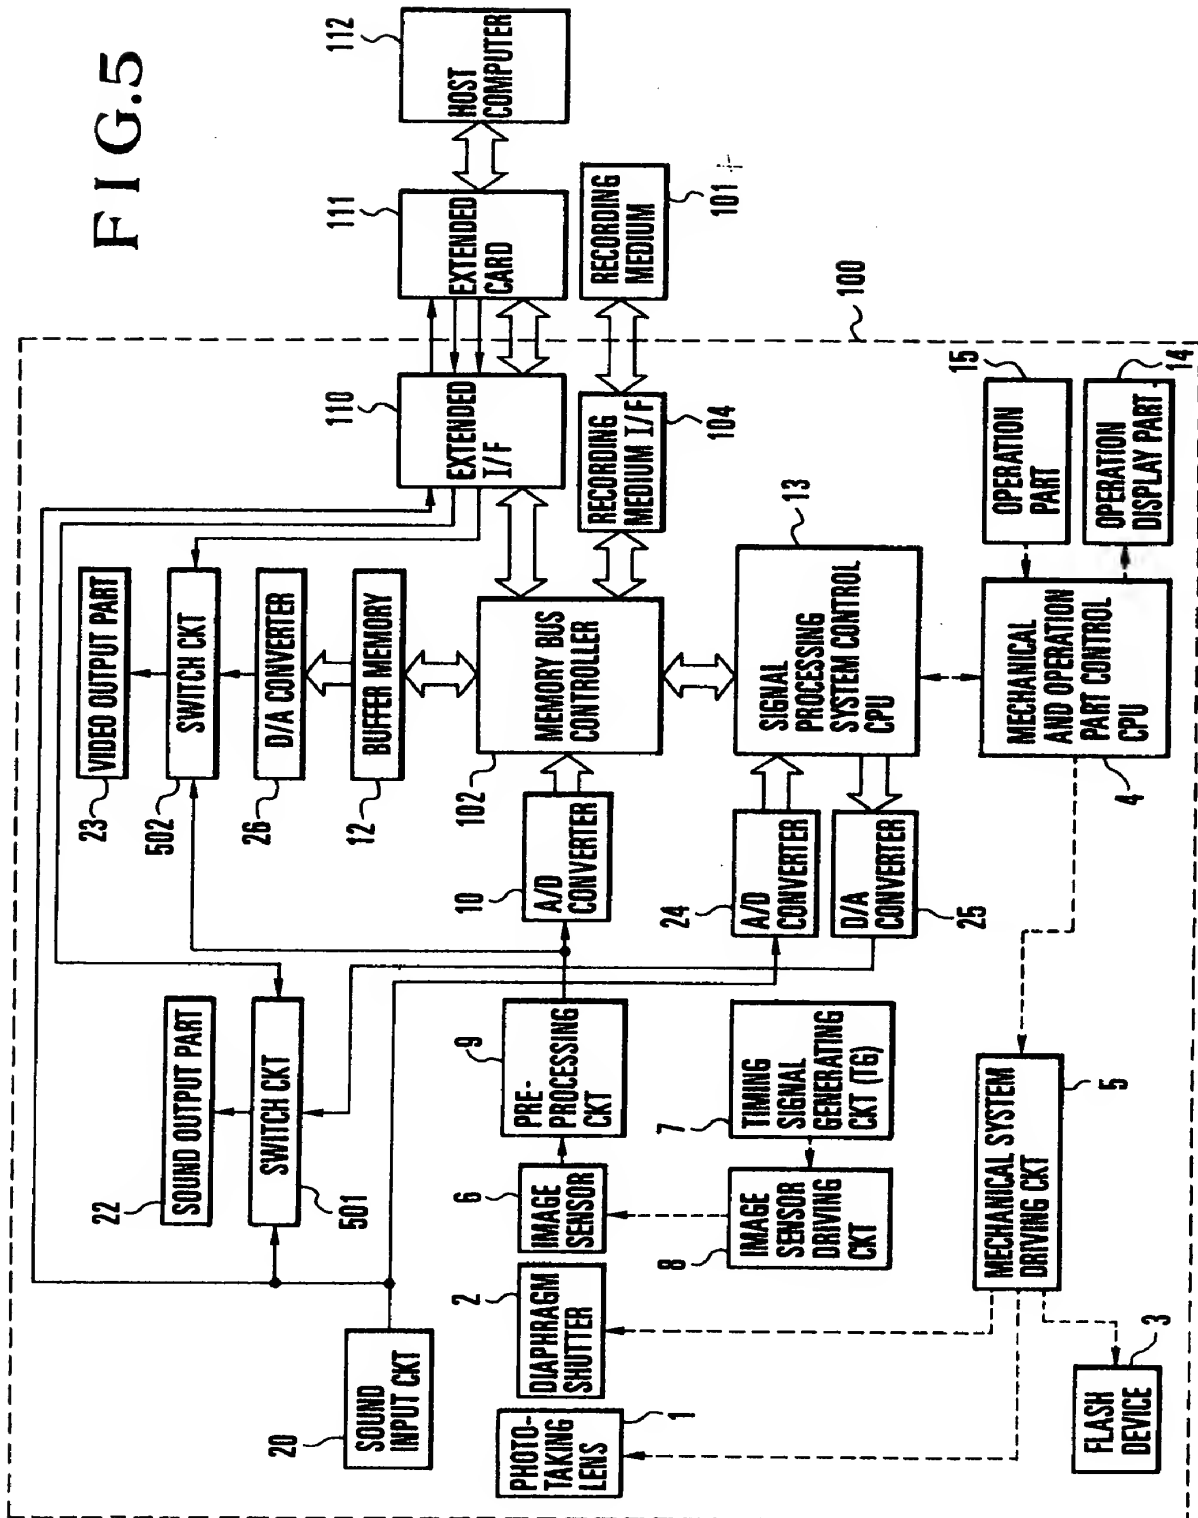 FIG.5
112
HOST
COMPUTER
111
EXTENDED
CARD
RECORDING
MEDIUM
101
100
110
EXTENDED
I/F
RECORDING
MEDIUM I/F
104
VIDEO OUTPUT PART
23
SWITCH CKT
502
D/A CONVERTER
26
BUFFER MEMORY
12
MEMORY BUS
CONTROLLER
102
A/D
CONVERTER
10
13
SIGNAL
PROCESSING
SYSTEM CONTROL
CPU
A/D
CONVERTER
24
D/A
CONVERTER
25
15
OPERATION
PART
14
OPERATION
DISPLAY PART
MECHANICAL
AND OPERATION
PART CONTROL
CPU
4
SOUND OUTPUT PART
22
SWITCH CKT
501
SOUND
INPUT CKT
20
9
PRE-
PROCESSING
CKT
6
IMAGE
SENSOR
2
DIAPHRAGM
SHUTTER
PHOTO-
TAKING
LENS
1
7
TIMING
SIGNAL
GENERATING
CKT (TG)
8
IMAGE
SENSOR
DRIVING
CKT
MECHANICAL SYSTEM
DRIVING CKT
5
FLASH
DEVICE
3